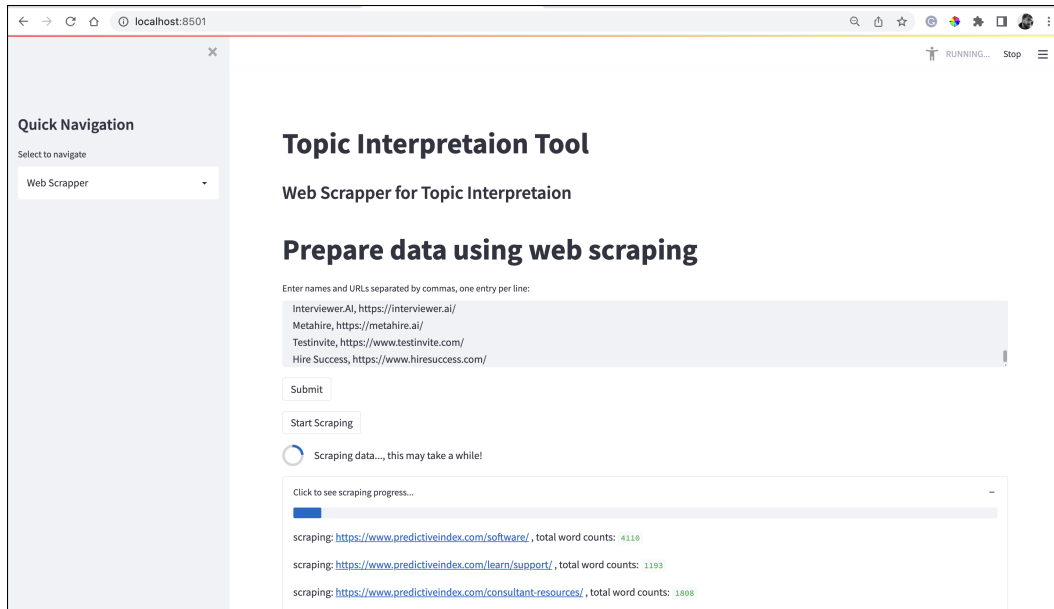 localhost:8501
RUNNING...
Stop
Quick Navigation
Select to navigate
Web Scrapper
Topic Interpretaion Tool
Web Scrapper for Topic Interpretaion
Prepare data using web scraping
Enter names and URLs separated by commas, one entry per line:
Interviewer.AI, https://interviewer.ai/
Metahire, https://metahire.ai/
Testinvite, https://www.testinvite.com/
Hire Success, https://www.hiresuccess.com/
Submit
Start Scraping
Scraping data..., this may take a while!
Click to see scraping progress...
scraping: https://www.predictiveindex.com/software/ , total word counts: 4110
scraping: https://www.predictiveindex.com/learn/support/ , total word counts: 1193
scraping: https://www.predictiveindex.com/consultant-resources/ , total word counts: 1808